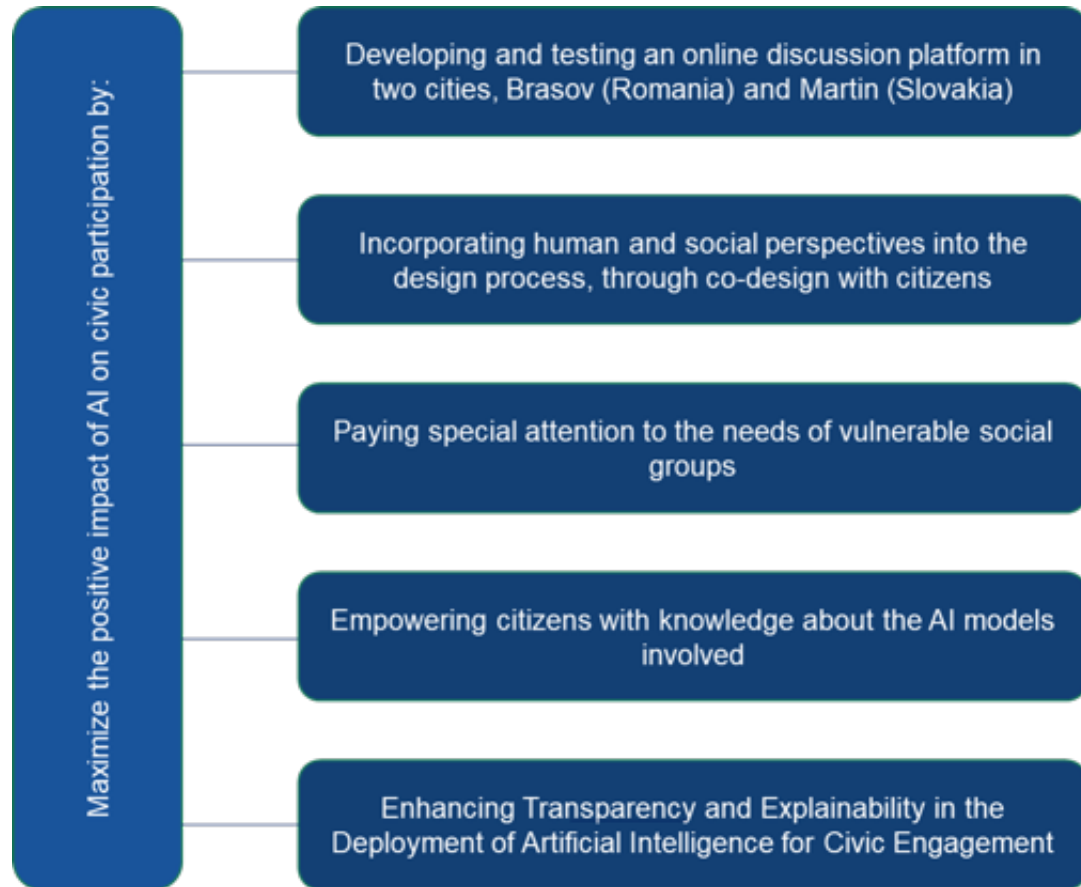 Maximize the positive impact of AI on civic participation by:
Developing and testing an online discussion platform in
two cities, Brasov (Romania) and Martin (Slovakia)
Incorporating human and social perspectives into the
design process, through co-design with citizens
Paying special attention to the needs of vulnerable social
groups
Empowering citizens with knowledge about the AI models
involved
Enhancing Transparency and Explainability in the
Deployment of Artificial Intelligence for Civic Engagement